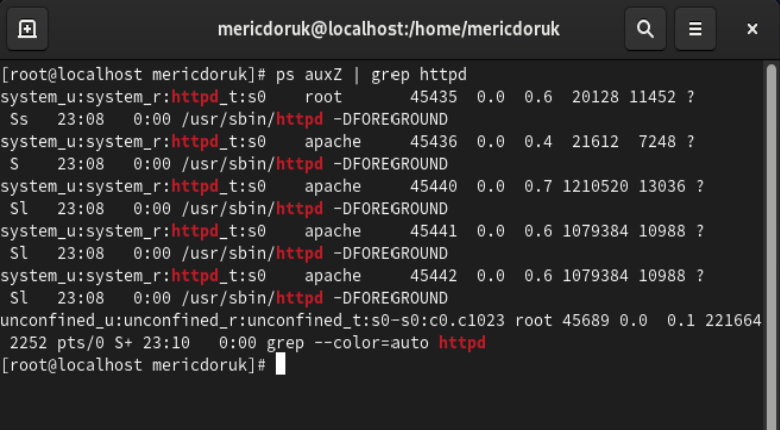 mericdoruk@localhost:/home/mericdoruk
[root@localhost mericdoruk]# ps auxZ | grep httpd
system_u:system_r:httpd_t:s0    root       45435  0.0  0.6  20128 11452 ?
 Ss   23:08   0:00 /usr/sbin/httpd -DFOREGROUND
system_u:system_r:httpd_t:s0    apache     45436  0.0  0.4  21612  7248 ?
 S    23:08   0:00 /usr/sbin/httpd -DFOREGROUND
system_u:system_r:httpd_t:s0    apache     45440  0.0  0.7 1210520 13036 ?
 Sl   23:08   0:00 /usr/sbin/httpd -DFOREGROUND
system_u:system_r:httpd_t:s0    apache     45441  0.0  0.6 1079384 10988 ?
 Sl   23:08   0:00 /usr/sbin/httpd -DFOREGROUND
system_u:system_r:httpd_t:s0    apache     45442  0.0  0.6 1079384 10988 ?
 Sl   23:08   0:00 /usr/sbin/httpd -DFOREGROUND
unconfined_u:unconfined_r:unconfined_t:s0-s0:c0.c1023 root 45689 0.0  0.1 221664
 2252 pts/0 S+ 23:10   0:00 grep --color=auto httpd
[root@localhost mericdoruk]#